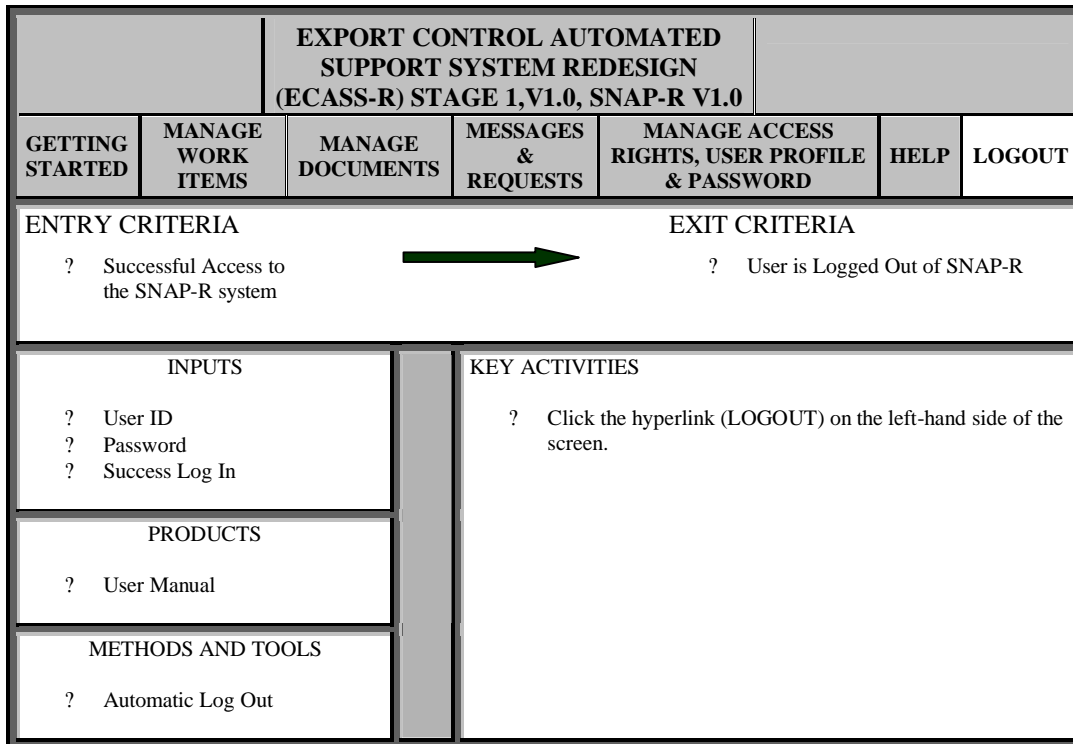 EXPORT CONTROL AUTOMATED
SUPPORT SYSTEM REDESIGN
(ECASS-R) STAGE 1,V1.0, SNAP-R V1.0
GETTING
STARTED
MANAGE
WORK
ITEMS
MANAGE
DOCUMENTS
MESSAGES
&
REQUESTS
MANAGE ACCESS
RIGHTS, USER PROFILE
& PASSWORD
HELP
LOGOUT
ENTRY CRITERIA
? Successful Access to
the SNAP-R system
EXIT CRITERIA
? User is Logged Out of SNAP-R
INPUTS
? User ID
? Password
? Success Log In
PRODUCTS
? User Manual
METHODS AND TOOLS
? Automatic Log Out
KEY ACTIVITIES
? Click the hyperlink (LOGOUT) on the left-hand side of the
screen.